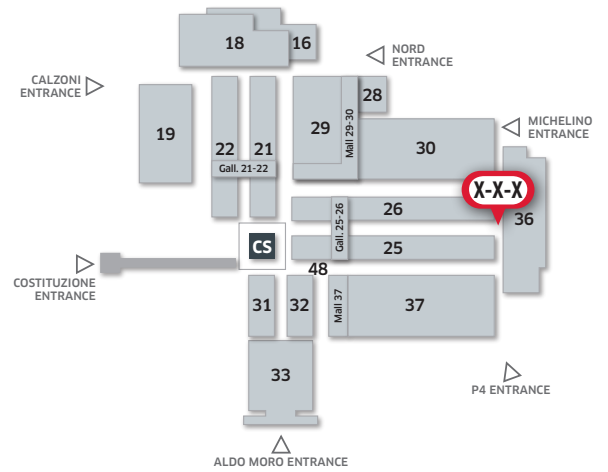 18
16
NORD
ENTRANCE
CALZONI
ENTRANCE
28
MICHELINO
ENTRANCE
19
22
21
29
Mall 29-30
30
Gall. 21-22
X-X-X
26
36
Gall. 25-26
CS
25
48
COSTITUZIONE
ENTRANCE
31
32
Mall 37
37
33
P4 ENTRANCE
ALDO MORO ENTRANCE